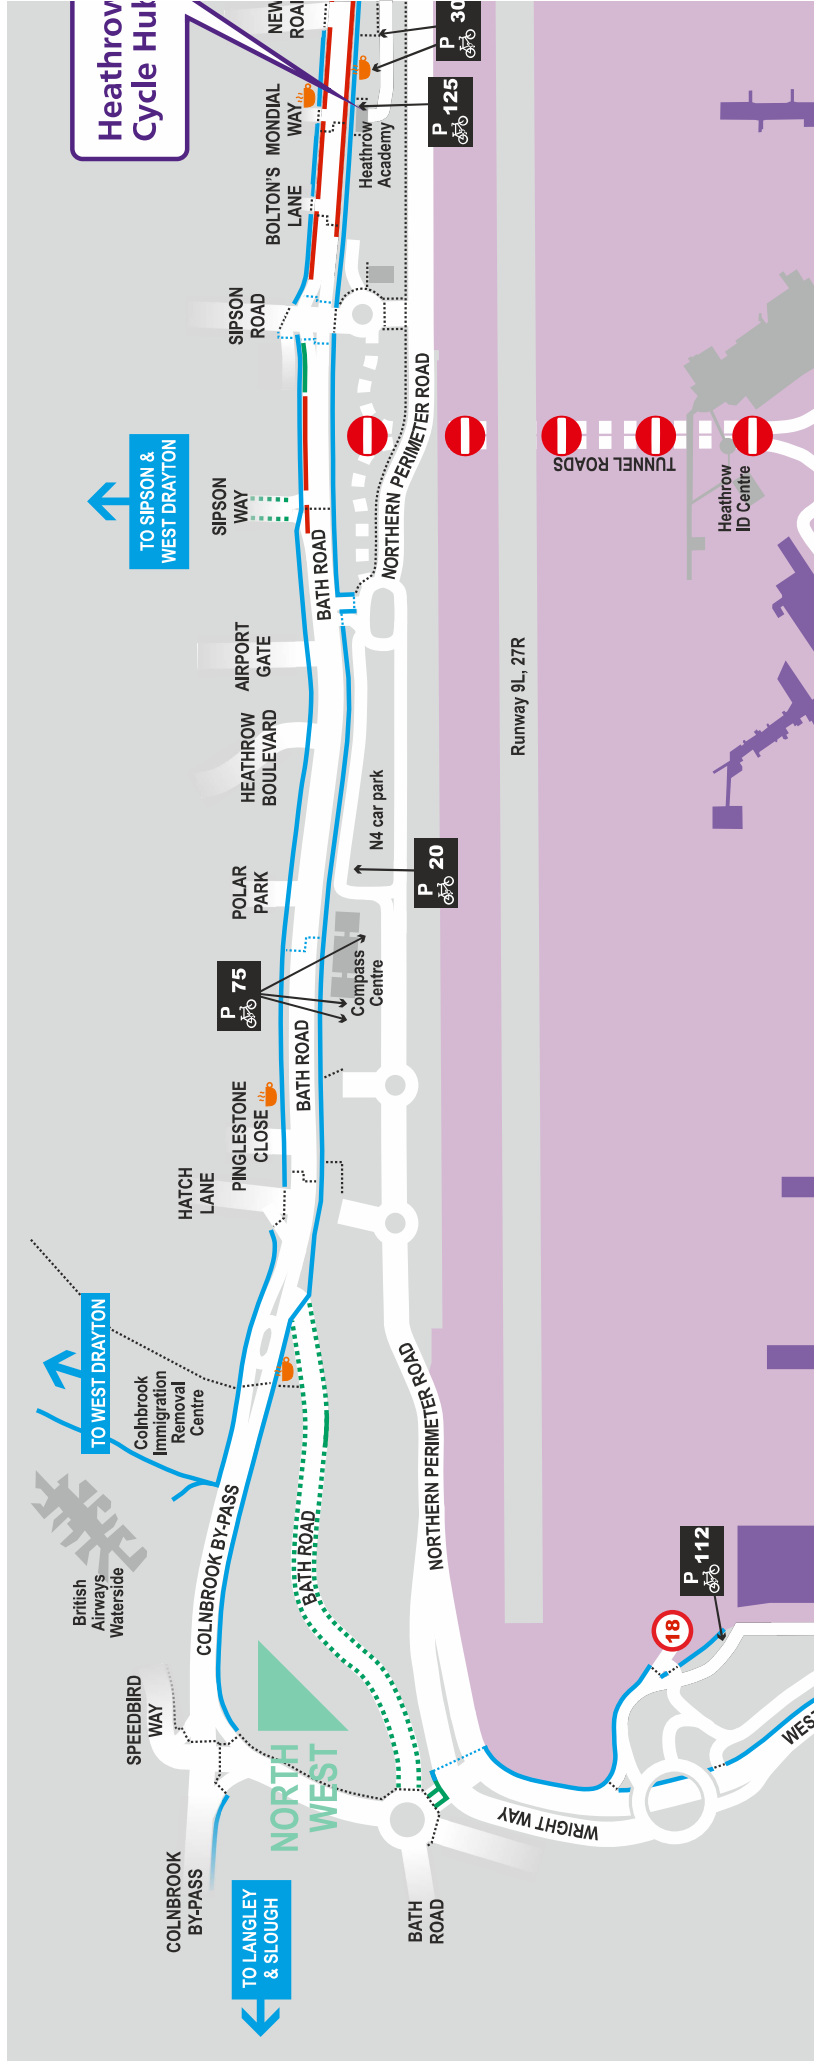 Heathrow
Cycle Hub
NEW
ROAD
P 30
MONDIAL
WAY
P 125
Heathrow
Academy
BOLTON'S
LANE
SIPSON
ROAD
TO SIPSON &
WEST DRAYTON
SIPSON
WAY
BATH ROAD
NORTHERN PERIMETER ROAD
TUNNEL ROADS
Heathrow
ID Centre
AIRPORT
GATE
HEATHROW
BOULEVARD
Runway 9L, 27R
N4 car park
P 20
POLAR
PARK
P 75
Compass
Centre
BATH ROAD
PINGLESTONE
CLOSE
HATCH
LANE
TO WEST DRAYTON
Colnbrook
Immigration
Removal
Centre
NORTHERN PERIMETER ROAD
British
Airways
Waterside
COLNBROOK BY-PASS
BATH ROAD
P 112
18
SPEEDBIRD
WAY
NORTH
WEST
WRIGHT WAY
WEST
COLNBROOK
BY-PASS
BATH
ROAD
TO LANGLEY
& SLOUGH